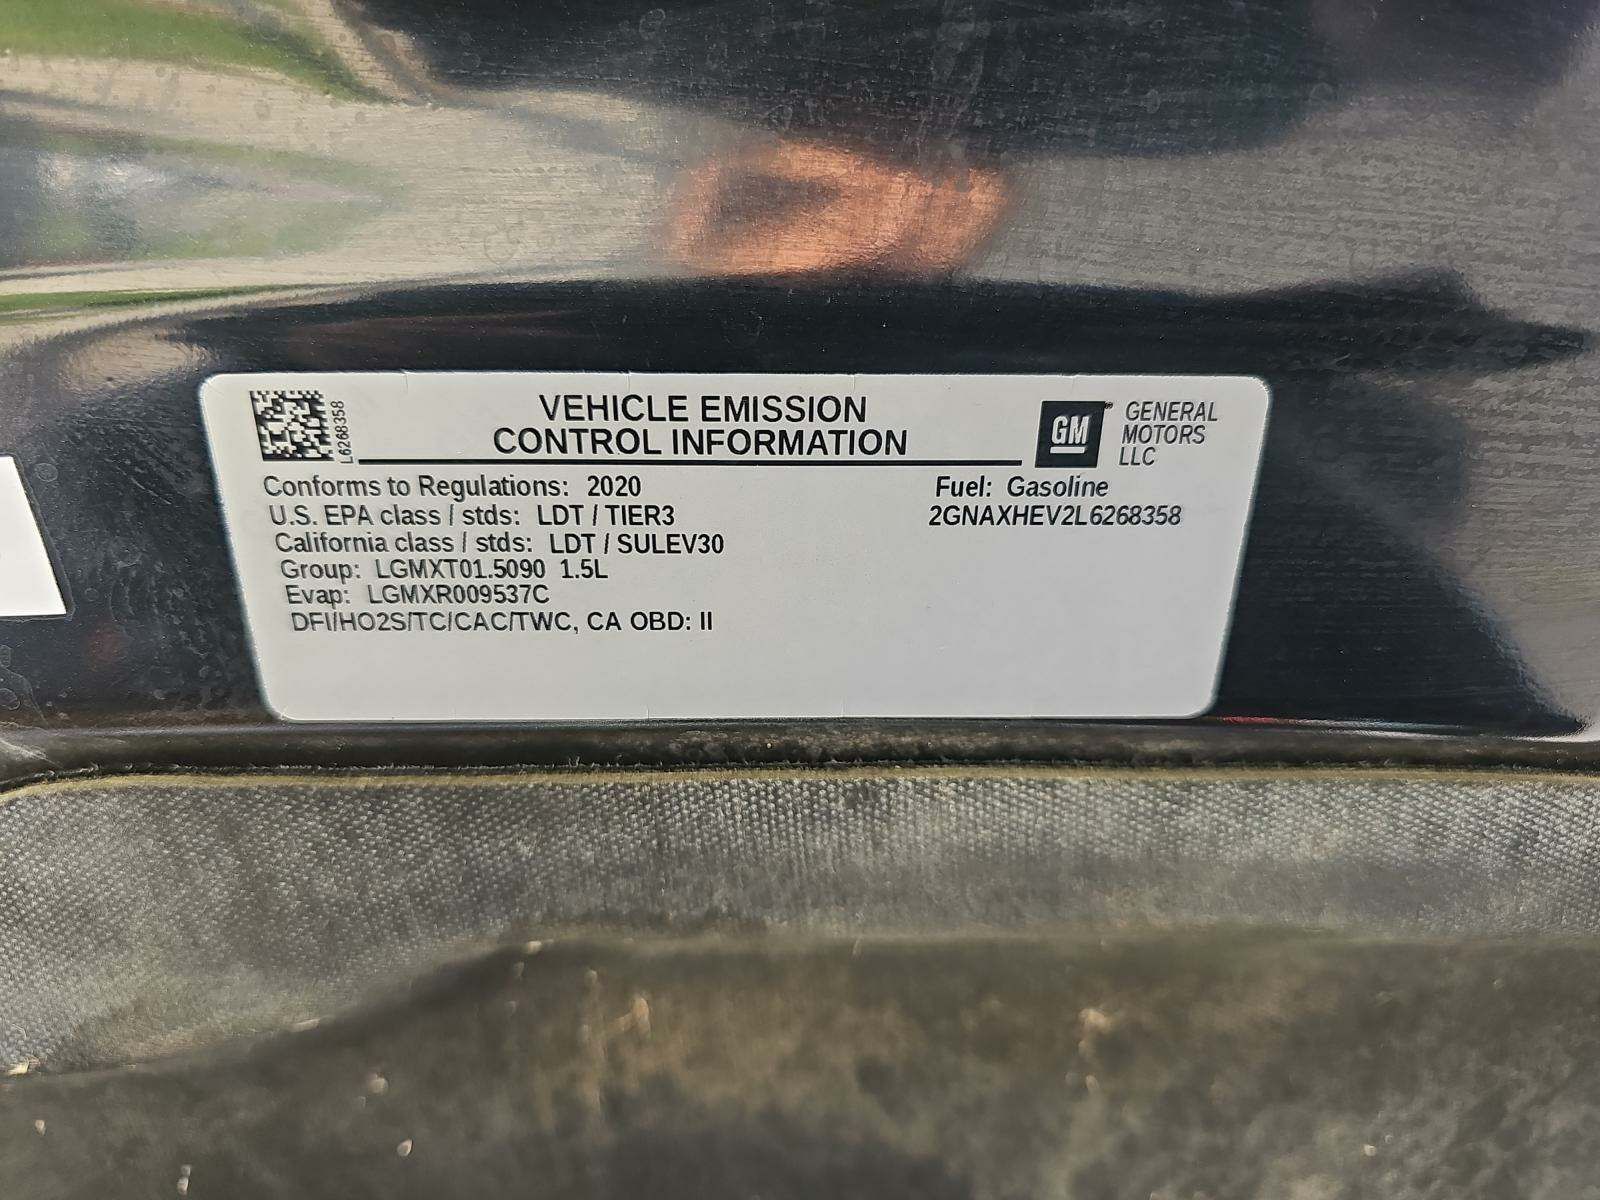 L6268358
VEHICLE EMISSION
CONTROL INFORMATION
GM
GENERAL
MOTORS
LLC
Conforms to Regulations: 2020
U.S. EPA class / stds: LDT / TIER3
California class / stds: LDT / SULEV30
Group: LGMXT01.5090 1.5L
Evap: LGMXR009537C
DFI/HO2S/TC/CAC/TWC, CA OBD: II
Fuel: Gasoline
2GNAXHEV2L6268358